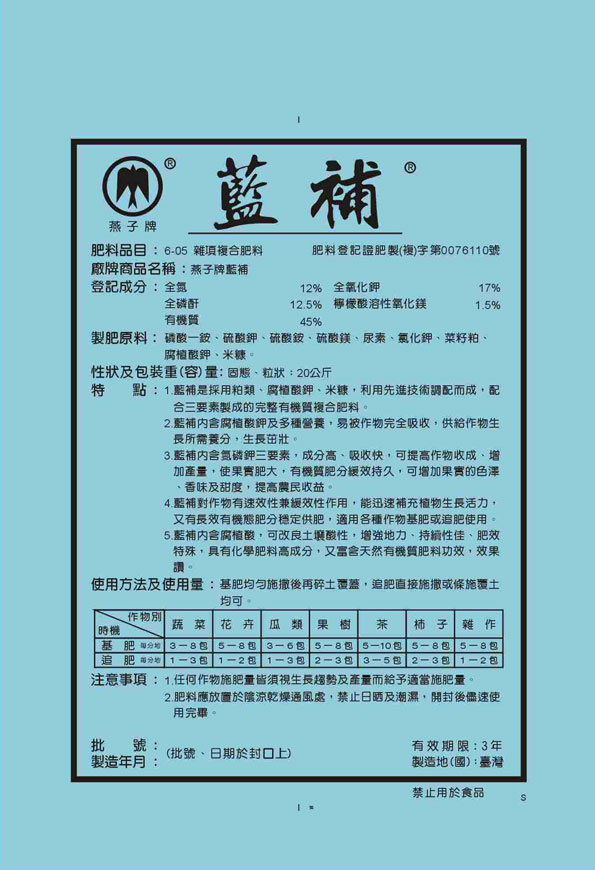 ®
藍補
®
燕子牌
肥料品目：6-05 雜項複合肥料 肥料登記證肥製(複)字第0076110號
廠牌商品名稱：燕子牌藍補
登記成分：全氮 12% 全氧化鉀 17%
全磷酐 12.5% 檸檬酸溶性氧化鎂 1.5%
有機質 45%
製肥原料：磷酸一銨、硫酸鉀、硫酸銨、硫酸鎂、尿素、氯化鉀、菜籽粕、
腐植酸鉀、米糠。
性狀及包裝重(容)量：固態、粒狀：20公斤
特 點：1.藍補是採用粕類、腐植酸鉀、米糠，利用先進技術調配而成，配
合三要素製成的完整有機質複合肥料。
2.藍補內含腐植酸鉀及多種營養，易被作物完全吸收，供給作物生
長所需養分，生長茁壯。
3.藍補內含氮磷鉀三要素，成分高、吸收快，可提高作物收成、增
加產量，使果實肥大，有機質肥分緩效持久，可增加果實的色澤
、香味及甜度，提高農民收益。
4.藍補對作物有速效性兼緩效性作用，能迅速補充植物生長活力，
又有長效有機態肥分穩定供肥，適用各種作物基肥或追肥使用。
5.藍補內含腐植酸，可改良土壤酸性，增強地力、持續性佳、肥效
特殊，具有化學肥料高成分，又富含天然有機質肥料功效，效果
讚。
使用方法及使用量：基肥均勻施撒後再碎土覆蓋，追肥直接施撒或條施覆土
均可。
作物別
時機 蔬菜 花卉 瓜類 果樹 茶 柿子 雜作
基肥 每分地 3－8包 5－8包 3－6包 5－8包 5－10包 5－8包 5－8包
追肥 每分地 1－3包 1－2包 1－3包 2－3包 3－5包 2－3包 1－2包
注意事項：1.任何作物施肥量皆須視生長趨勢及產量而給予適當施肥量。
2.肥料應放置於陰涼乾燥通風處，禁止日晒及潮濕，開封後儘速使
用完畢。
批 號：
製造年月：
(批號、日期於封口上)
有效期限：3年
製造地(國)：臺灣
禁止用於食品
S